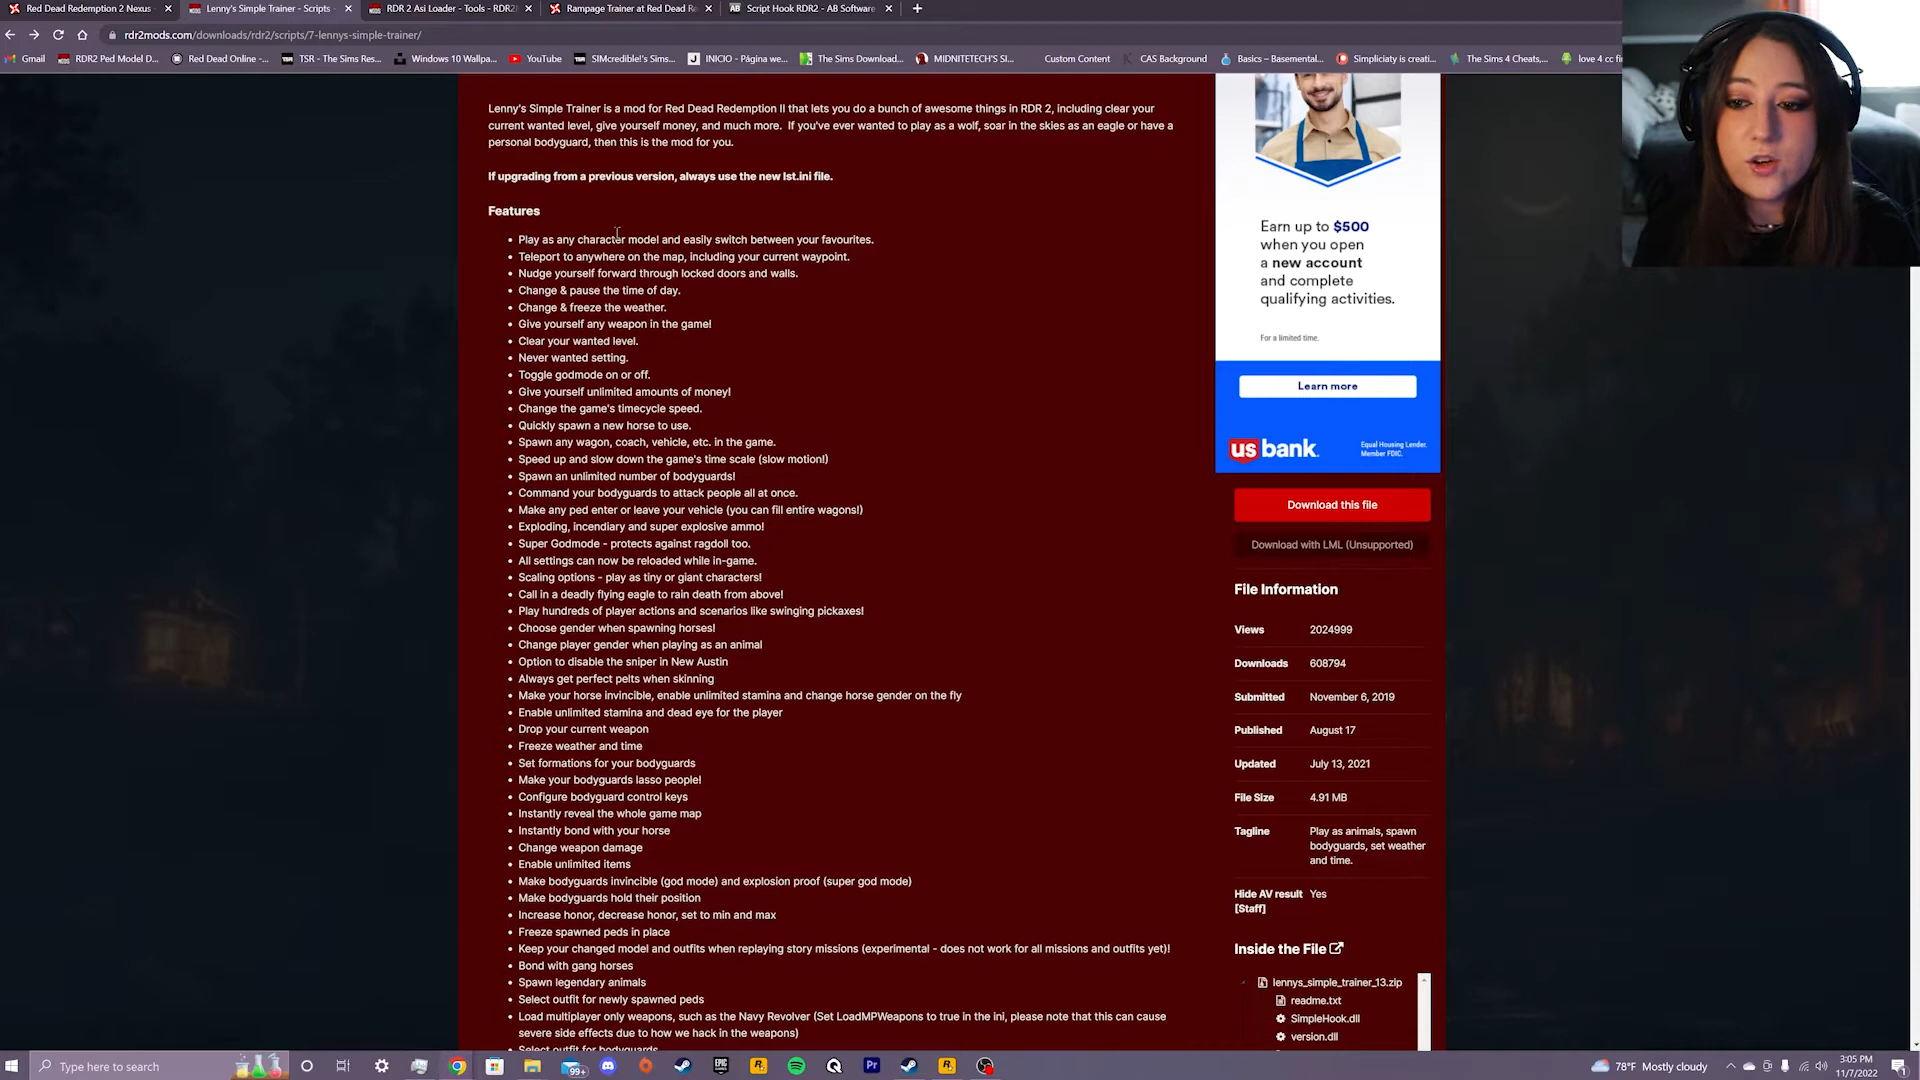 Red Dead Redemption 2 Nexus
Lenny's Simple Trainer - Scripts
RDR 2 Asi Loader - Tools - RDR2
Rampage Trainer at Red Dead Re
AB Script Hook RDR2 - AB Software
rdr2mods.com/downloads/rdr2/scripts/7-lennys-simple-trainer/
Gmail
RDR2 Ped Model D...
Red Dead Online -...
TSR - The Sims Res...
Windows 10 Wallpa...
YouTube
SIMcredible!'s Sims...
INICIO - Página we...
The Sims Download...
MIDNITETECH'S SI...
Custom Content
CAS Background
Basics – Basemental...
Simpliciaty is creati...
The Sims 4 Cheats,...
love 4 cc fi
Lenny's Simple Trainer is a mod for Red Dead Redemption II that lets you do a bunch of awesome things in RDR 2, including clear your
current wanted level, give yourself money, and much more.  If you've ever wanted to play as a wolf, soar in the skies as an eagle or have a
personal bodyguard, then this is the mod for you.
If upgrading from a previous version, always use the new lst.ini file.
Features
• Play as any character model and easily switch between your favourites.
• Teleport to anywhere on the map, including your current waypoint.
• Nudge yourself forward through locked doors and walls.
• Change & pause the time of day.
• Change & freeze the weather.
• Give yourself any weapon in the game!
• Clear your wanted level.
• Never wanted setting.
• Toggle godmode on or off.
• Give yourself unlimited amounts of money!
• Change the game's timecycle speed.
• Quickly spawn a new horse to use.
• Spawn any wagon, coach, vehicle, etc. in the game.
• Speed up and slow down the game's time scale (slow motion!)
• Spawn an unlimited number of bodyguards!
• Command your bodyguards to attack people all at once.
• Make any ped enter or leave your vehicle (you can fill entire wagons!)
• Exploding, incendiary and super explosive ammo!
• Super Godmode - protects against ragdoll too.
• All settings can now be reloaded while in-game.
• Scaling options - play as tiny or giant characters!
• Call in a deadly flying eagle to rain death from above!
• Play hundreds of player actions and scenarios like swinging pickaxes!
• Choose gender when spawning horses!
• Change player gender when playing as an animal
• Option to disable the sniper in New Austin
• Always get perfect pelts when skinning
• Make your horse invincible, enable unlimited stamina and change horse gender on the fly
• Enable unlimited stamina and dead eye for the player
• Drop your current weapon
• Freeze weather and time
• Set formations for your bodyguards
• Make your bodyguards lasso people!
• Configure bodyguard control keys
• Instantly reveal the whole game map
• Instantly bond with your horse
• Change weapon damage
• Enable unlimited items
• Make bodyguards invincible (god mode) and explosion proof (super god mode)
• Make bodyguards hold their position
• Increase honor, decrease honor, set to min and max
• Freeze spawned peds in place
• Keep your changed model and outfits when replaying story missions (experimental - does not work for all missions and outfits yet)!
• Bond with gang horses
• Spawn legendary animals
• Select outfit for newly spawned peds
• Load multiplayer only weapons, such as the Navy Revolver (Set LoadMPWeapons to true in the ini, please note that this can cause
severe side effects due to how we hack in the weapons)
• Select outfit for bodyguards
Earn up to $500
when you open
a new account
and complete
qualifying activities.
For a limited time.
Learn more
us bank.
Equal Housing Lender.
Member FDIC.
Download this file
Download with LML (Unsupported)
File Information
Views 2024999
Downloads 608794
Submitted November 6, 2019
Published August 17
Updated July 13, 2021
File Size 4.91 MB
Tagline Play as animals, spawn
bodyguards, set weather
and time.
Hide AV result Yes
[Staff]
Inside the File
lennys_simple_trainer_13.zip
readme.txt
SimpleHook.dll
version.dll
Type here to search
99+
Pr
78°F Mostly cloudy
3:05 PM
11/7/2022
1